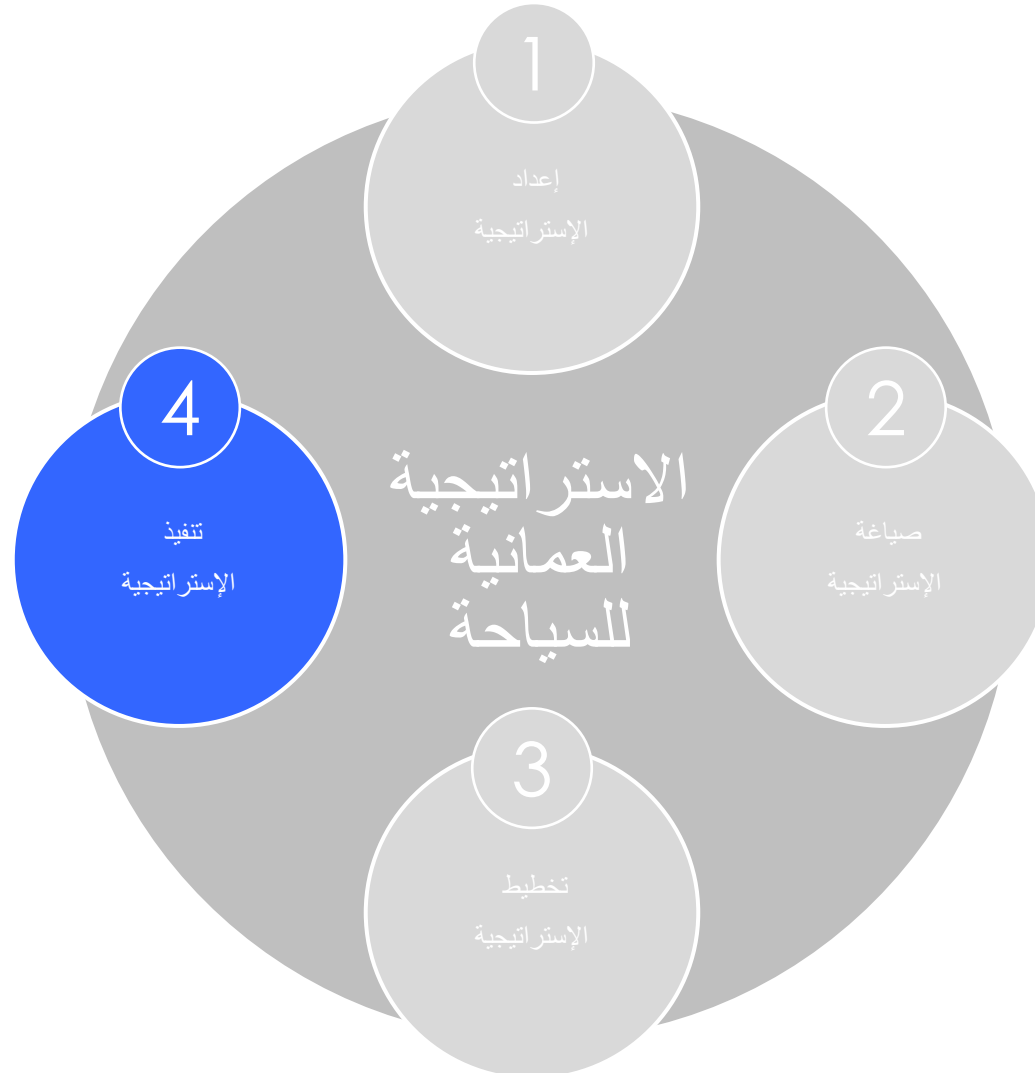 1
إعداد
الإستراتيجية
2
صياغة
الإستراتيجية
3
تخطيط
الإستراتيجية
4
تنفيذ
الإستراتيجية
الاستراتيجية
العمانية
للسياحة